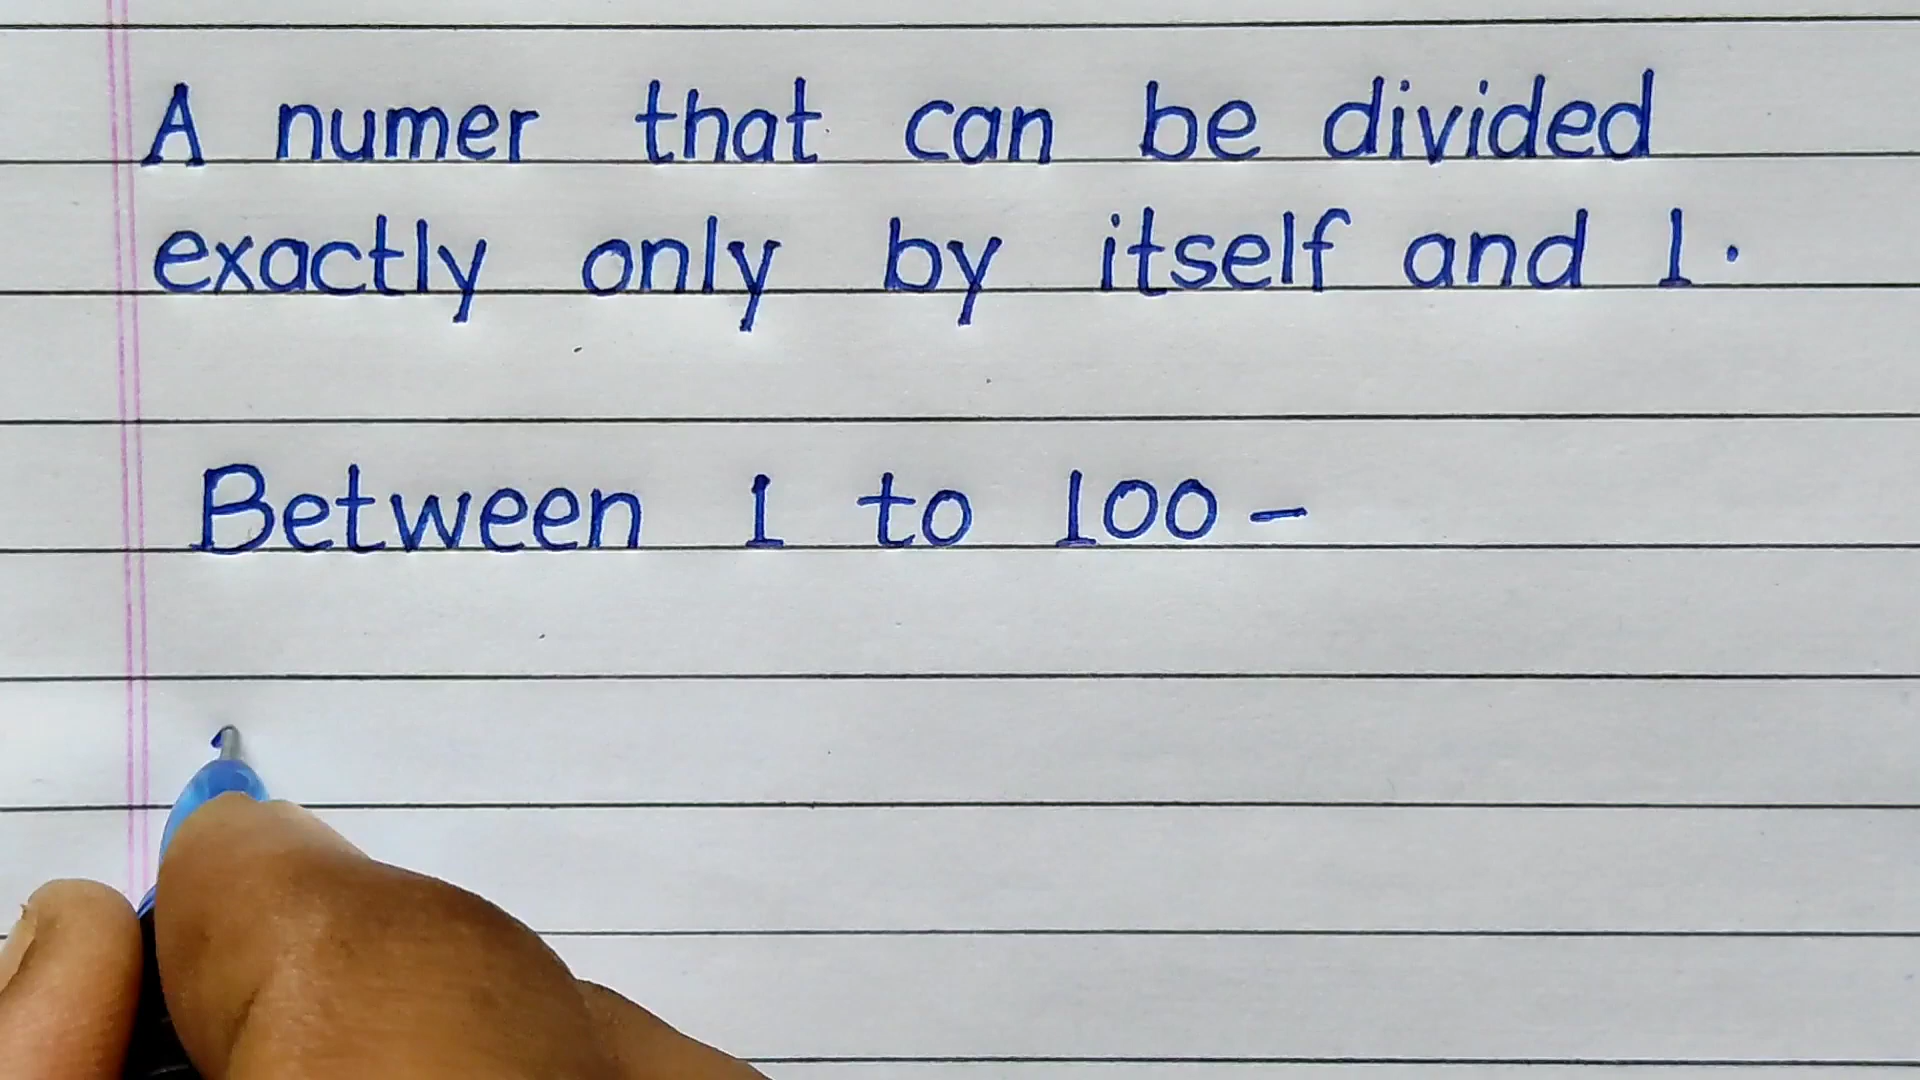 A numer that can be divided
exactly only by itself and 1.
Between 1 to 100 -